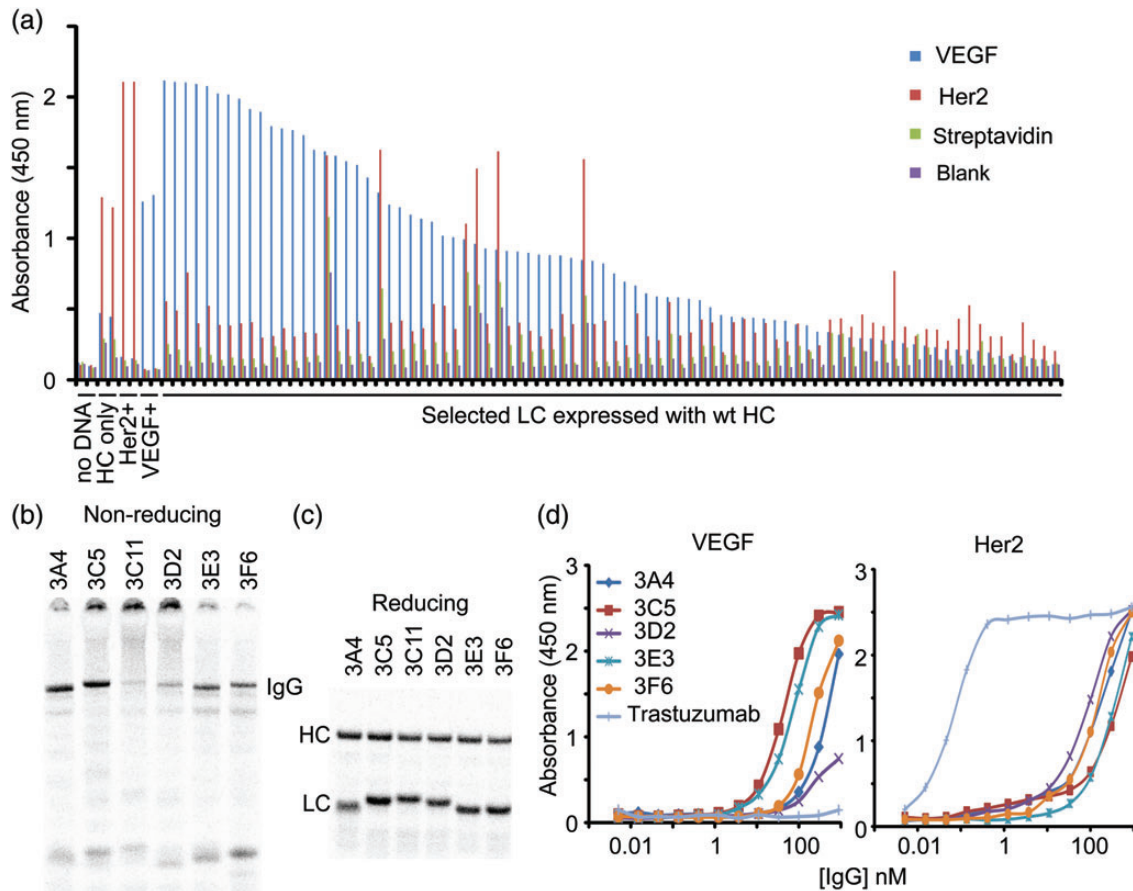 (a)
Absorbance (450 nm)
2
1
0
VEGF
Her2
Streptavidin
Blank
no DNA
HC only
Her2+
VEGF+
Selected LC expressed with wt HC
(b)
Non-reducing
3A4
3C5
3C11
3D2
3E3
3F6
IgG
(c)
Reducing
3A4
3C5
3C11
3D2
3E3
3F6
HC
LC
(d)
VEGF
Absorbance (450 nm)
3
2
1
0
3A4
3C5
3D2
3E3
3F6
Trastuzumab
0.01
1
100
Her2
3
2
1
0
0.01
1
100
[IgG] nM